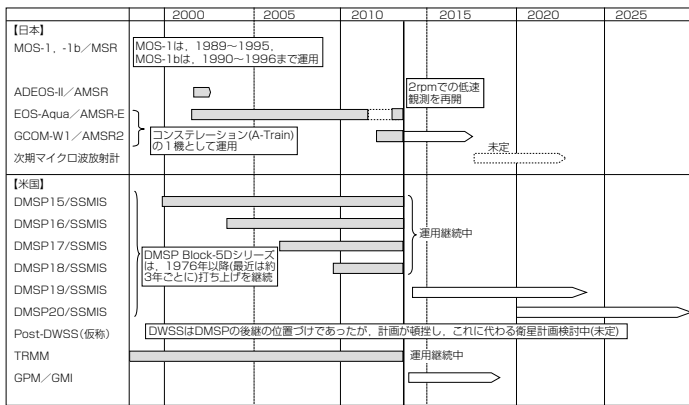 2000 2005 2010 2015 2020 2025
【日本】
MOS-1，-1b／MSR
MOS-1は，1989〜1995，
MOS-1bは，1990〜1996まで運用
ADEOS-II／AMSR
2rpmでの低速
観測を再開
EOS-Aqua／AMSR-E
GCOM-W1／AMSR2
コンステレーション(A-Train)
の１機として運用
次期マイクロ波放射計
未定
【米国】
DMSP15/SSMIS
DMSP16/SSMIS
運用継続中
DMSP17/SSMIS
DMSP18/SSMIS
DMSP Block-5Dシリーズ
は，1976年以降(最近は約
3年ごとに)打ち上げを継続
DMSP19/SSMIS
DMSP20/SSMIS
Post-DWSS(仮称)
DWSSはDMSPの後継の位置づけであったが，計画が頓挫し，これに代わる衛星計画検討中(未定)
TRMM
運用継続中
GPM／GMI